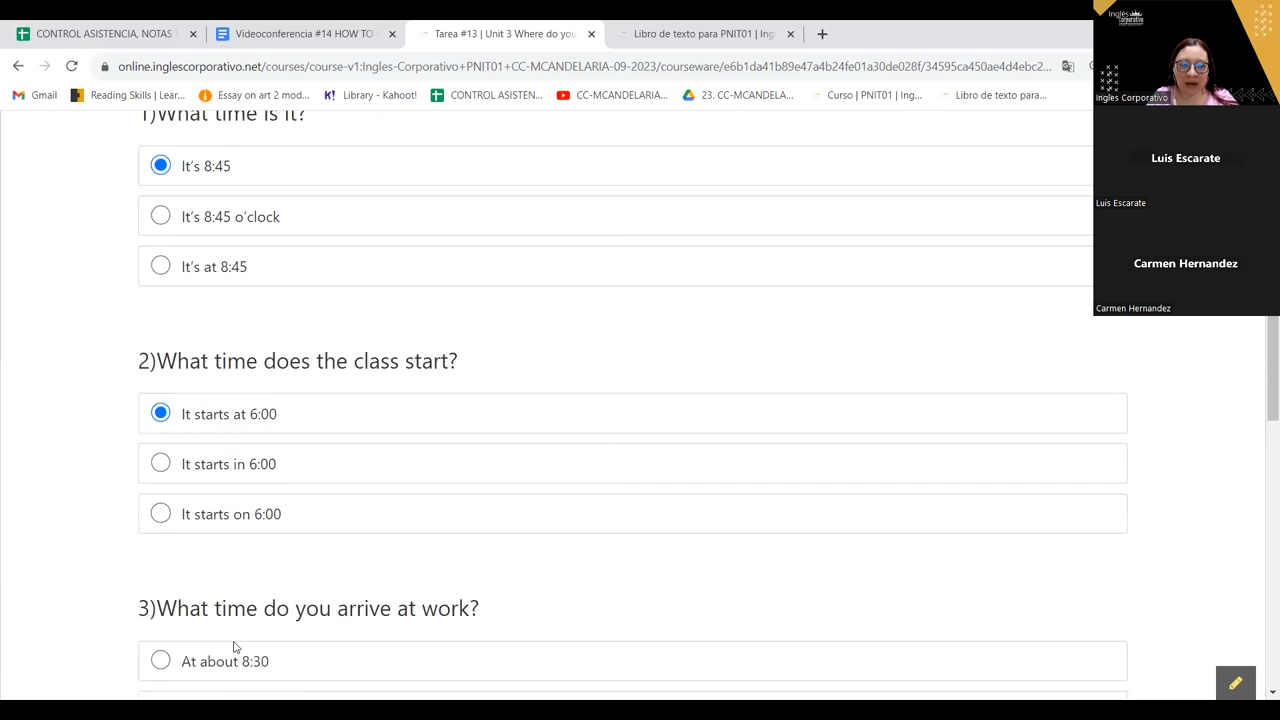 CONTROL ASISTENCIA, NOTAS Y
Videoconferencia #14 HOW TO
Tarea #13 | Unit 3 Where do you
Libro de texto para PNIT01 | Ing
online.inglescorporativo.net/courses/course-v1:Ingles-Corporativo+PNIT01+CC-MCANDELARIA-09-2023/courseware/e6b1da41b89e47a4b24fe01a30de028f/34595ca450ae4d4ebc2...
Gmail
Reading Skills | Lear...
Essay on art 2 mod...
Library - Kah
CONTROL ASISTEN...
CC-MCANDELARIA
23. CC-MCANDELA...
Curso | PNIT01 | Ing...
Libro de texto para...
Inglés
Corporativo
Ingles Corporativo
Luis Escarate
Luis Escarate
Carmen Hernandez
Carmen Hernandez
1)What time is it?
It's 8:45
It's 8:45 o'clock
It's at 8:45
2)What time does the class start?
It starts at 6:00
It starts in 6:00
It starts on 6:00
3)What time do you arrive at work?
At about 8:30